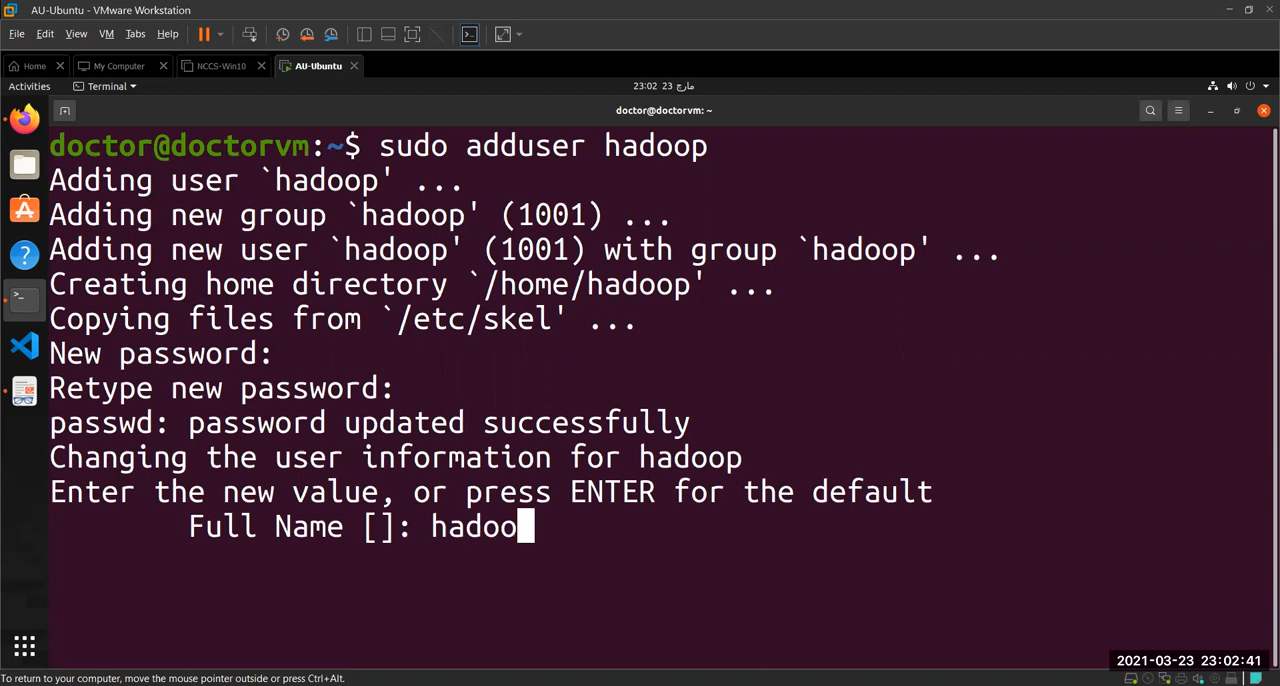 AU-Ubuntu - VMware Workstation
File Edit View VM Tabs Help
Home My Computer NCCS-Win10 AU-Ubuntu
Activities Terminal 23:02 23 مارچ
doctor@doctorvm: ~
doctor@doctorvm:~$ sudo adduser hadoop
Adding user `hadoop' ...
Adding new group `hadoop' (1001) ...
Adding new user `hadoop' (1001) with group `hadoop' ...
Creating home directory `/home/hadoop' ...
Copying files from `/etc/skel' ...
New password:
Retype new password:
passwd: password updated successfully
Changing the user information for hadoop
Enter the new value, or press ENTER for the default
Full Name []: hadoo
2021-03-23 23:02:41
To return to your computer, move the mouse pointer outside or press Ctrl+Alt.